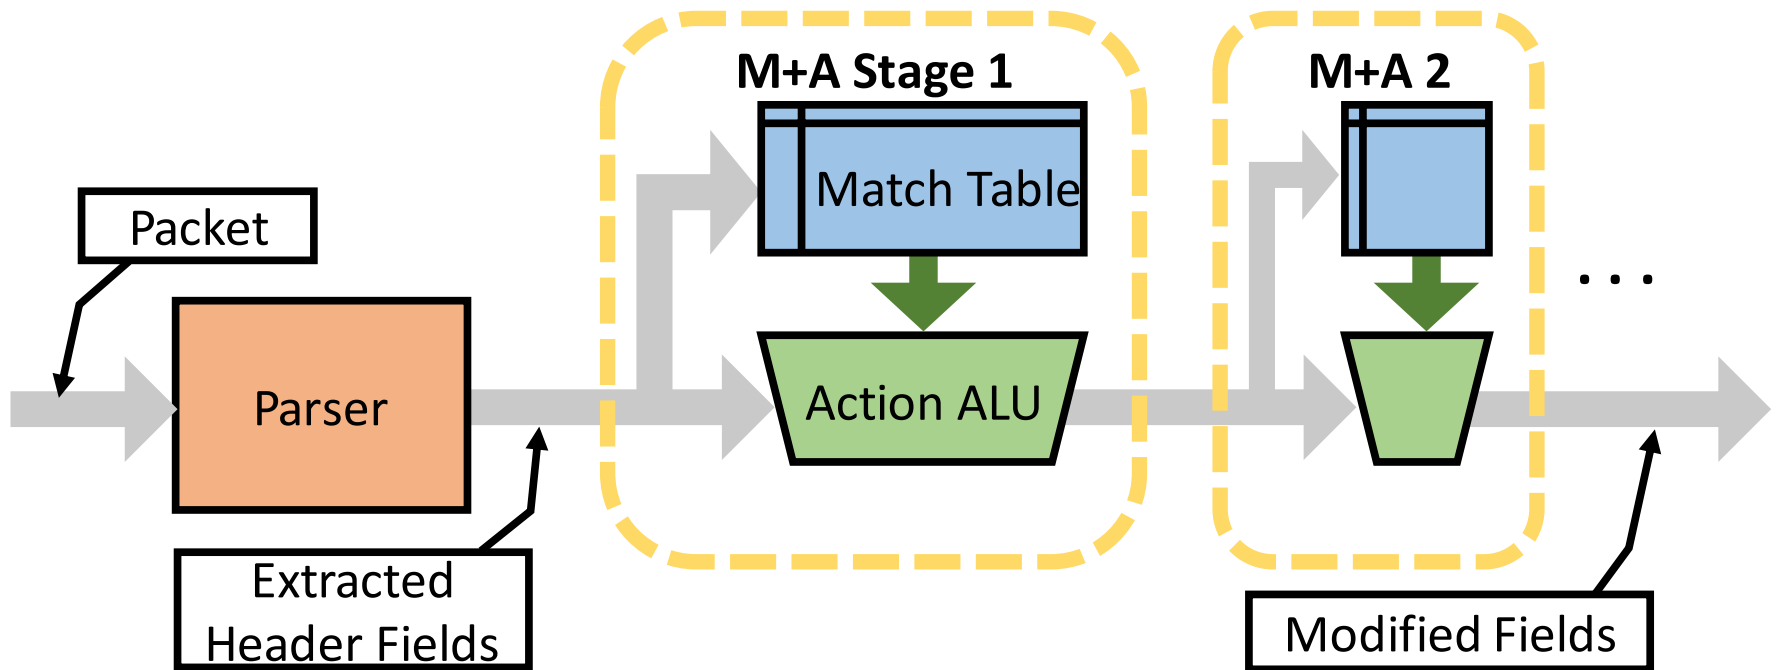 M+A Stage 1
M+A 2
Match Table
Packet
. . .
Parser
Action ALU
Extracted
Header Fields
Modified Fields